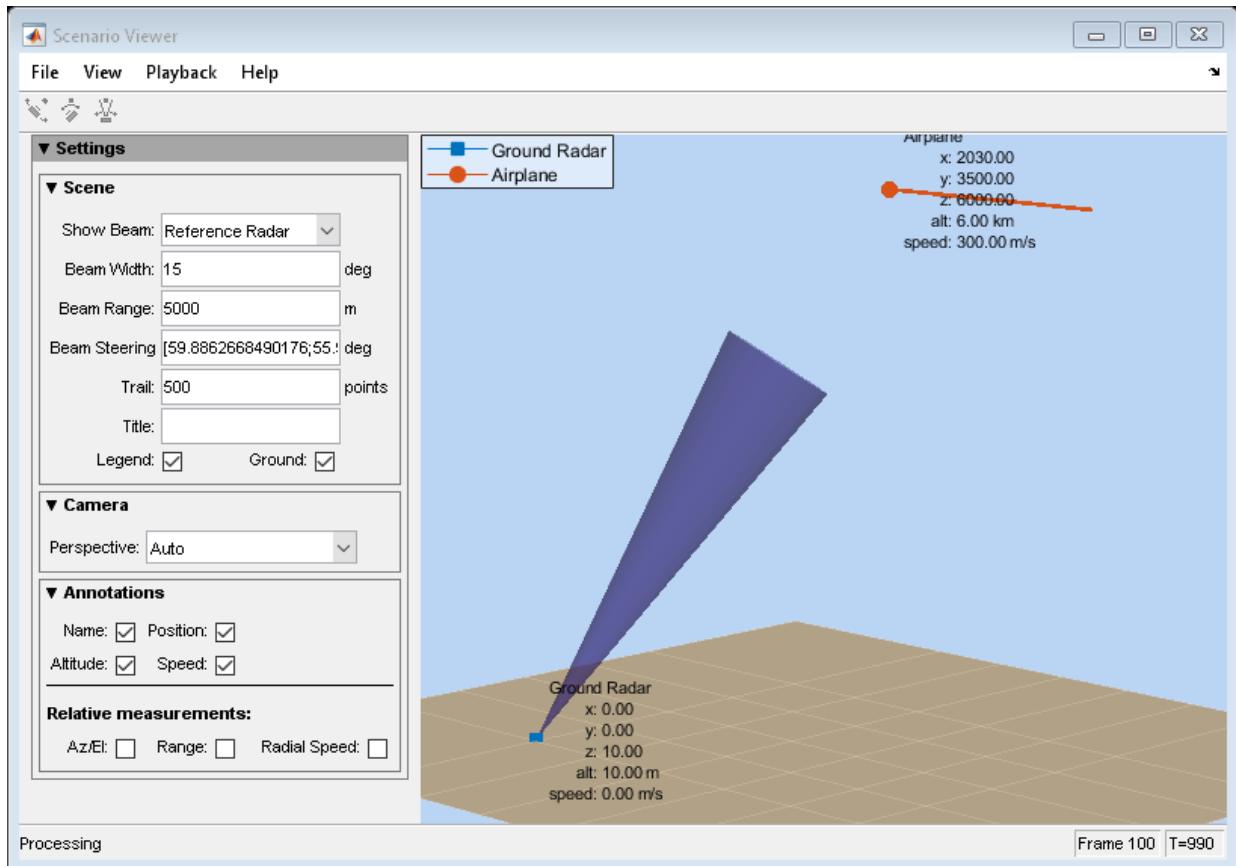 Scenario Viewer
File View Playback Help
▼ Settings
▼ Scene
Show Beam: Reference Radar
Beam Width: 15 deg
Beam Range: 5000 m
Beam Steering [59.8862668490176;55. deg
Trail: 500 points
Title:
Legend: Ground:
▼ Camera
Perspective: Auto
▼ Annotations
Name: Position:
Altitude: Speed:
Relative measurements:
Az/El: Range: Radial Speed:
Ground Radar
Airplane
Airplane
x: 2030.00
y: 3500.00
z: 6000.00
alt: 6.00 km
speed: 300.00 m/s
Ground Radar
x: 0.00
y: 0.00
z: 10.00
alt: 10.00 m
speed: 0.00 m/s
Processing
Frame 100 T=990